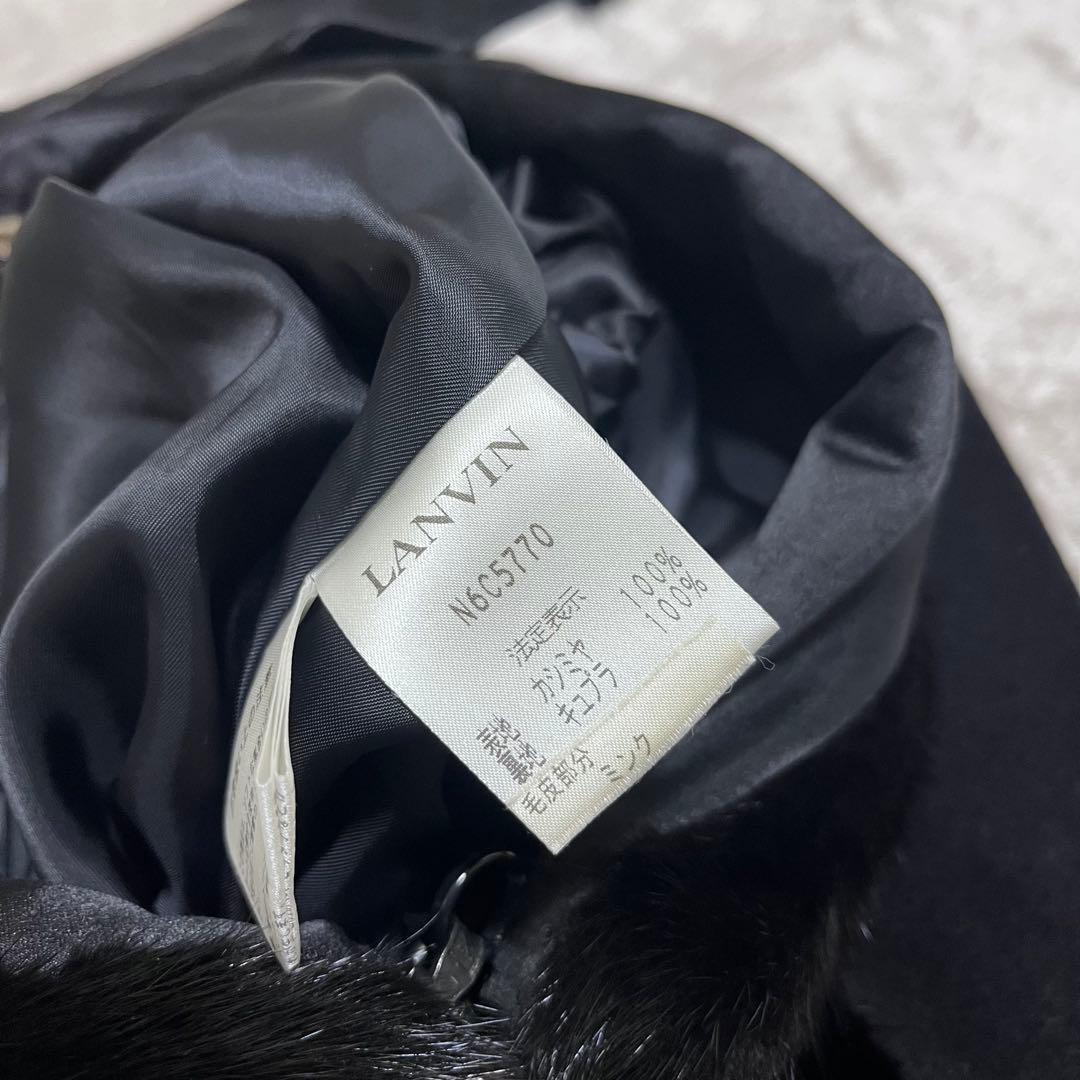 LANVIN
N6C5770
法定表示
表地 カシミヤ 100%
裏地 キュプラ 100%
毛皮部分 ミンク